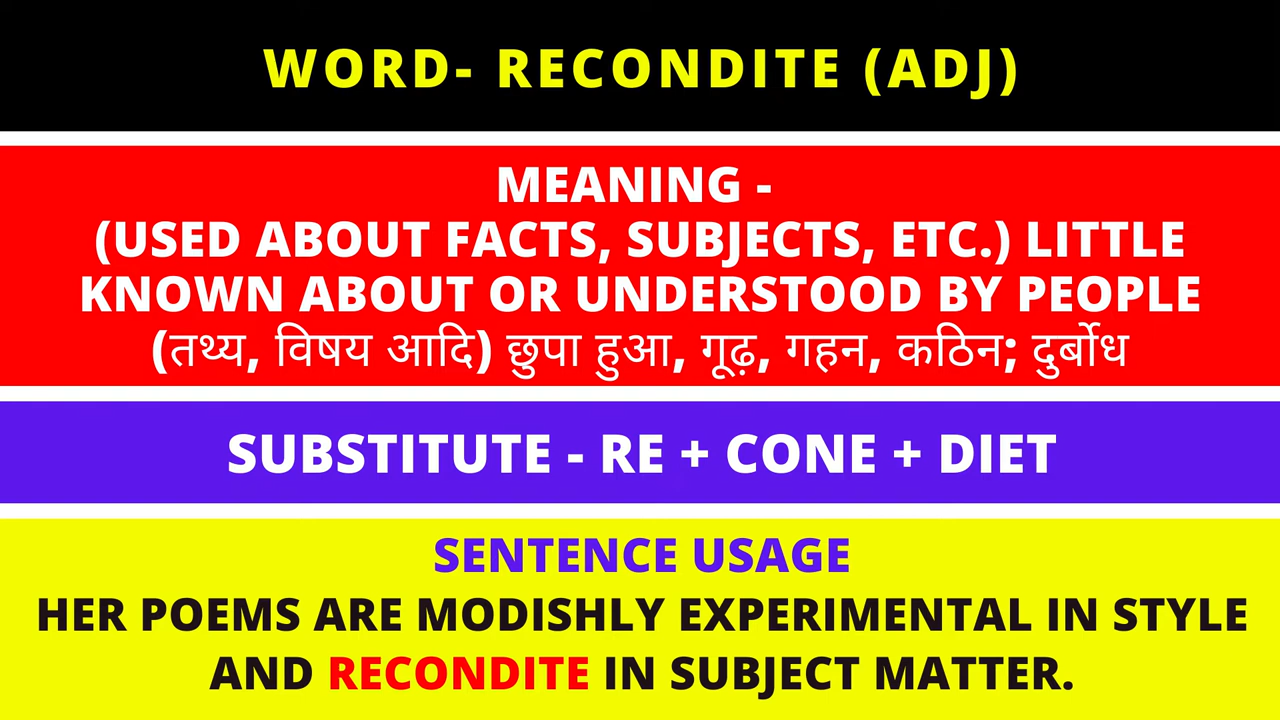 WORD- RECONDITE (ADJ)
MEANING -
(USED ABOUT FACTS, SUBJECTS, ETC.) LITTLE
KNOWN ABOUT OR UNDERSTOOD BY PEOPLE
(तथ्य, विषय आदि) छुपा हुआ, गूढ़, गहन, कठिन; दुर्बोध
SUBSTITUTE - RE + CONE + DIET
SENTENCE USAGE
HER POEMS ARE MODISHLY EXPERIMENTAL IN STYLE
AND RECONDITE IN SUBJECT MATTER.